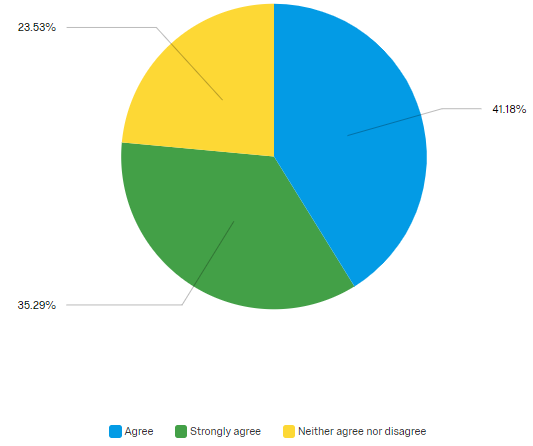 23.53%
41.18%
35.29%
Agree
Strongly agree
Neither agree nor disagree